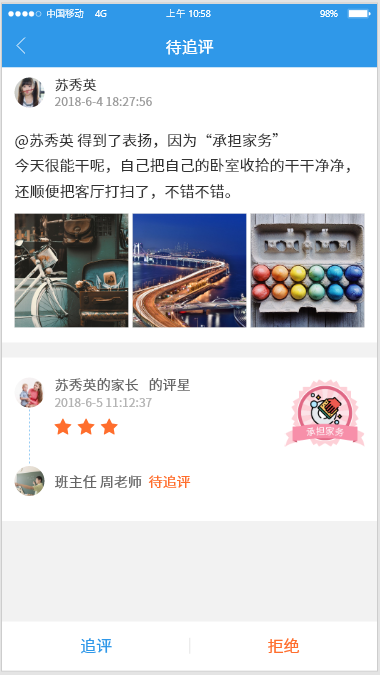 中国移动 4G 上午 10:58 98%
待追评
苏秀英
2018-6-4 18:27:56
@苏秀英 得到了表扬，因为“承担家务”
今天很能干呢，自己把自己的卧室收拾的干干净净，
还顺便把客厅打扫了，不错不错。
苏秀英的家长 的评星
2018-6-5 11:12:37
承担家务
班主任 周老师 待追评
追评 拒绝